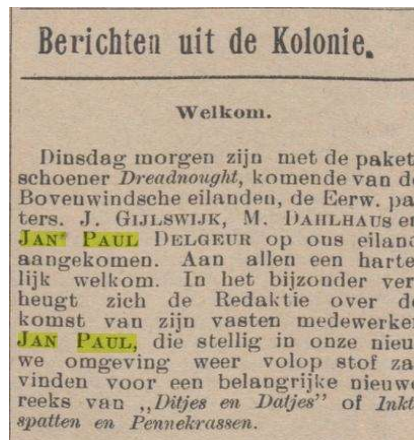 Berichten uit de Kolonie.
Welkom.
Dinsdag morgen zijn met de paket
schoener Dreadnought, komende van de
Bovenwindsche eilanden, de Eerw. pa
ters. J. GIJLSWIJK, M. DAHLHAUS en
JAN PAUL DELGEUR op ons eiland
aangekomen. Aan allen een harte
lijk welkom. In het bijzonder ver
heugt zich de Redaktie over de
komst van zijn vasten medewerker
JAN PAUL, die stellig in onze nieu
we omgeving weer volop stof za
vinden voor een belangrijke nieuwe
reeks van „Ditjes en Datjes” of Inkt
spatten en Pennekrassen.